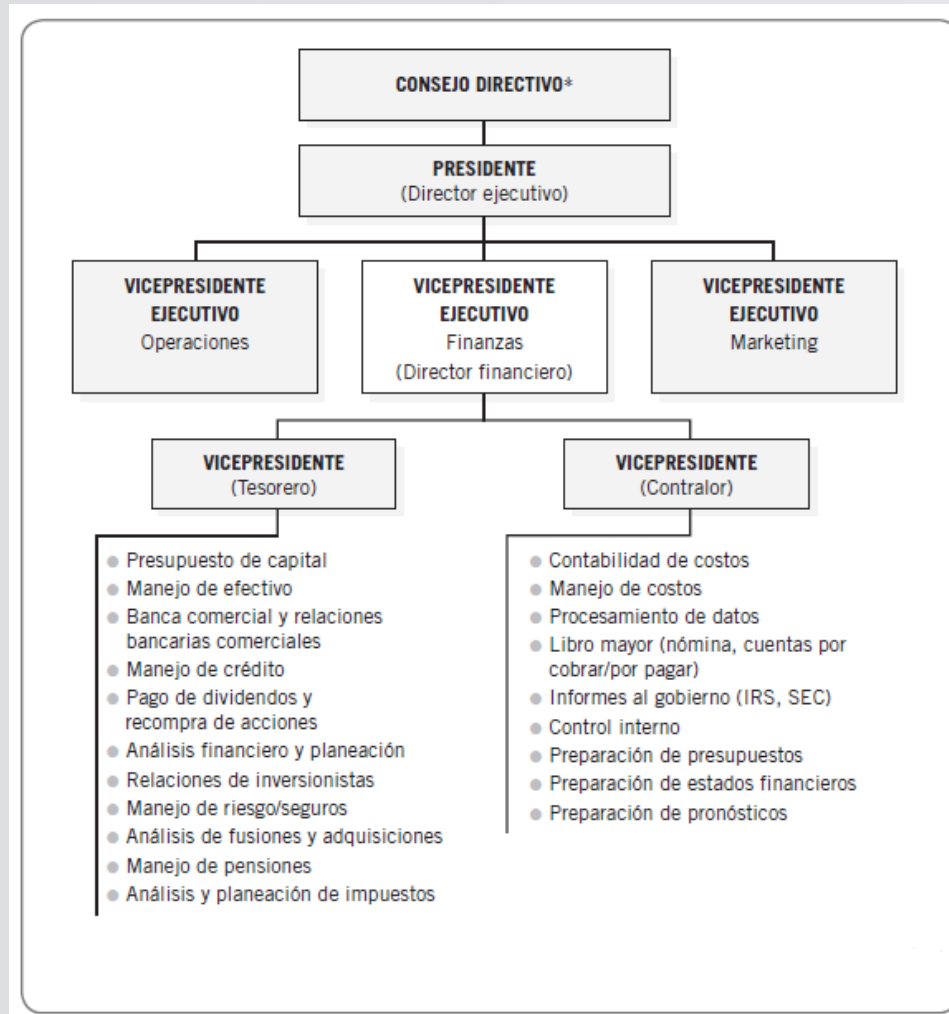 CONSEJO DIRECTIVO*
PRESIDENTE
(Director ejecutivo)
VICEPRESIDENTE
EJECUTIVO
Operaciones
VICEPRESIDENTE
EJECUTIVO
Finanzas
(Director financiero)
VICEPRESIDENTE
EJECUTIVO
Marketing
VICEPRESIDENTE
(Tesorero)
● Presupuesto de capital
● Manejo de efectivo
● Banca comercial y relaciones
bancarias comerciales
● Manejo de crédito
● Pago de dividendos y
recompra de acciones
● Análisis financiero y planeación
● Relaciones de inversionistas
● Manejo de riesgo/seguros
● Análisis de fusiones y adquisiciones
● Manejo de pensiones
● Análisis y planeación de impuestos
VICEPRESIDENTE
(Contralor)
● Contabilidad de costos
● Manejo de costos
● Procesamiento de datos
● Libro mayor (nómina, cuentas por
cobrar/por pagar)
● Informes al gobierno (IRS, SEC)
● Control interno
● Preparación de presupuestos
● Preparación de estados financieros
● Preparación de pronósticos